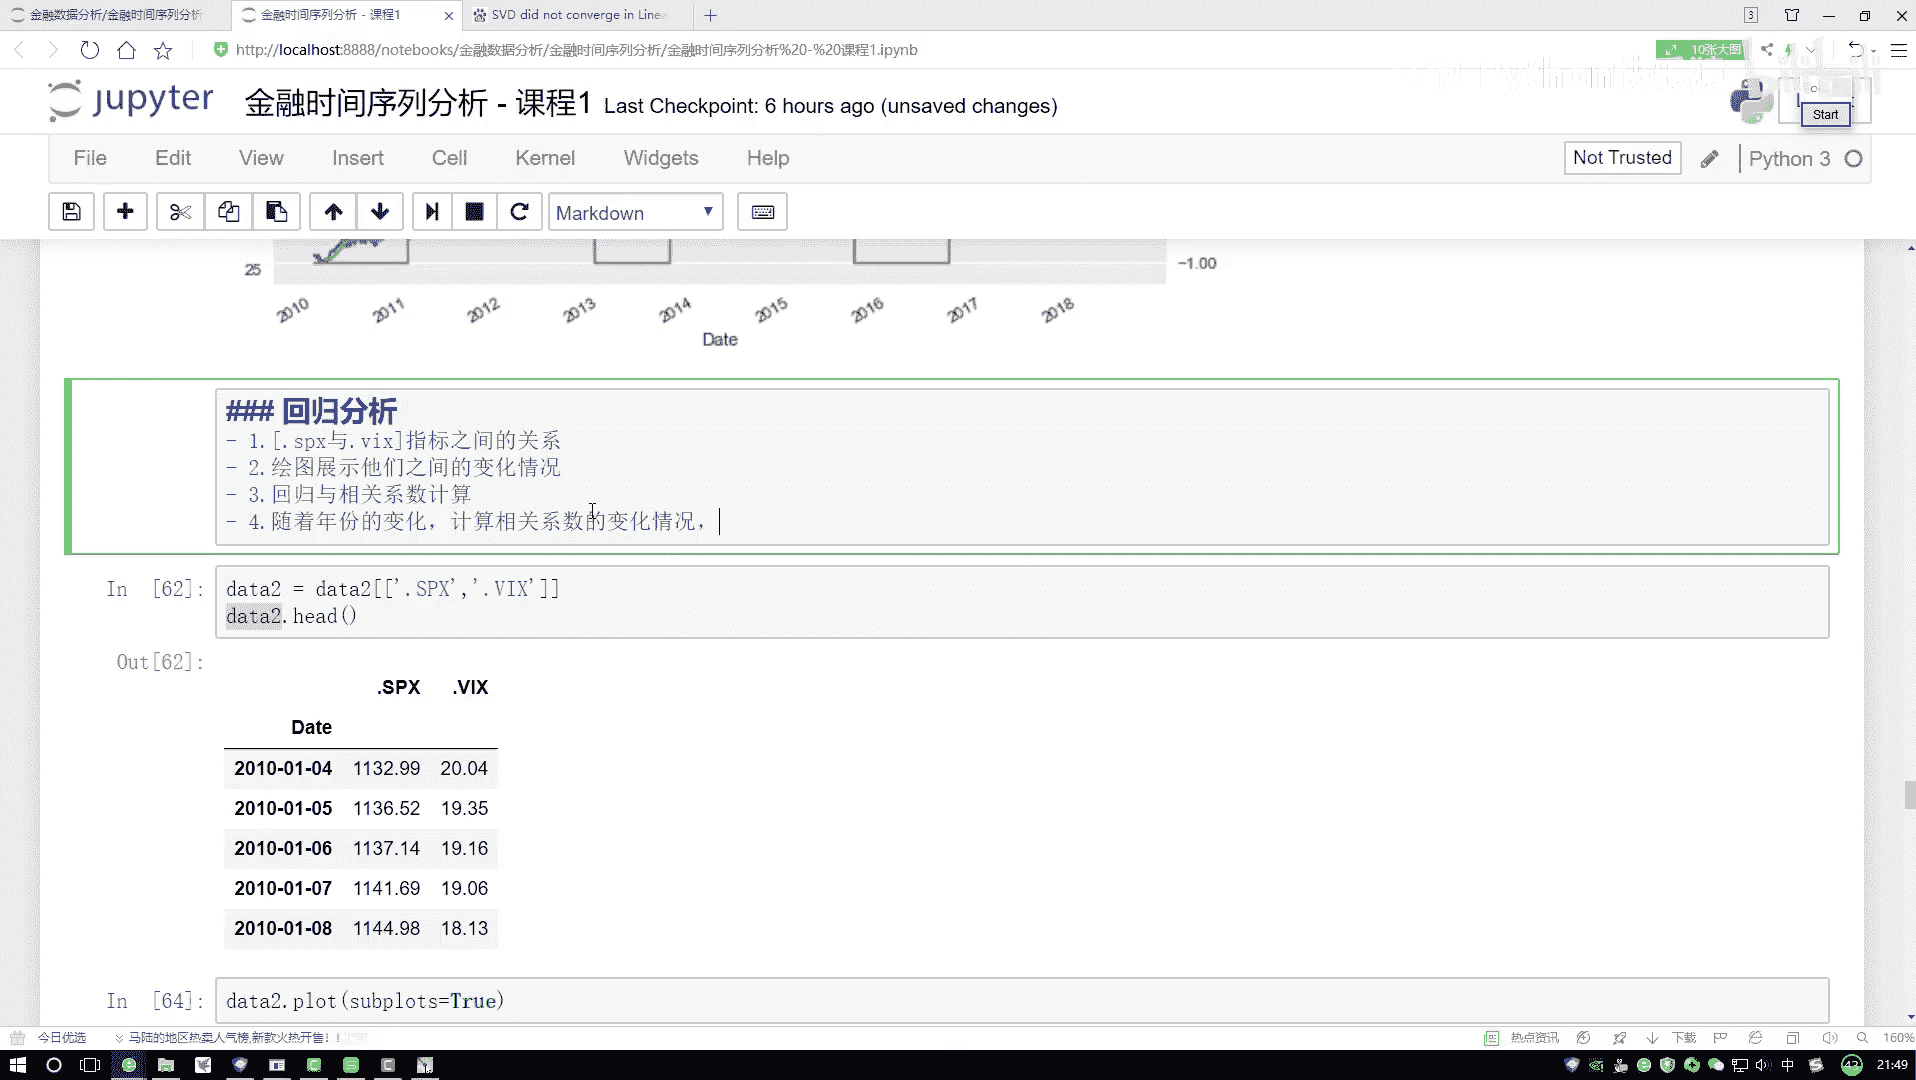 金融数据分析/金融时间序列分析
金融时间序列分析 - 课程1
SVD did not converge in Linea
3
http://localhost:8888/notebooks/金融数据分析/金融时间序列分析/金融时间序列分析%20-%20课程1.ipynb
10张大图
jupyter 金融时间序列分析 - 课程1 Last Checkpoint: 6 hours ago (unsaved changes)
Start
File Edit View Insert Cell Kernel Widgets Help
Not Trusted
Python 3
Markdown
25
−1.00
2010 2011 2012 2013 2014 2015 2016 2017 2018
Date
### 回归分析
- 1.[.spx与.vix]指标之间的关系
- 2.绘图展示他们之间的变化情况
- 3.回归与相关系数计算
- 4.随着年份的变化，计算相关系数的变化情况，
In [62]: data2 = data2[['.SPX','.VIX']]
data2.head()
Out[62]:
.SPX .VIX
Date
2010-01-04 1132.99 20.04
2010-01-05 1136.52 19.35
2010-01-06 1137.14 19.16
2010-01-07 1141.69 19.06
2010-01-08 1144.98 18.13
In [64]: data2.plot(subplots=True)
今日优选
马陆的地区热卖人气榜,新款火热开售！!
热点资讯
下载
160%
中
43
21:49